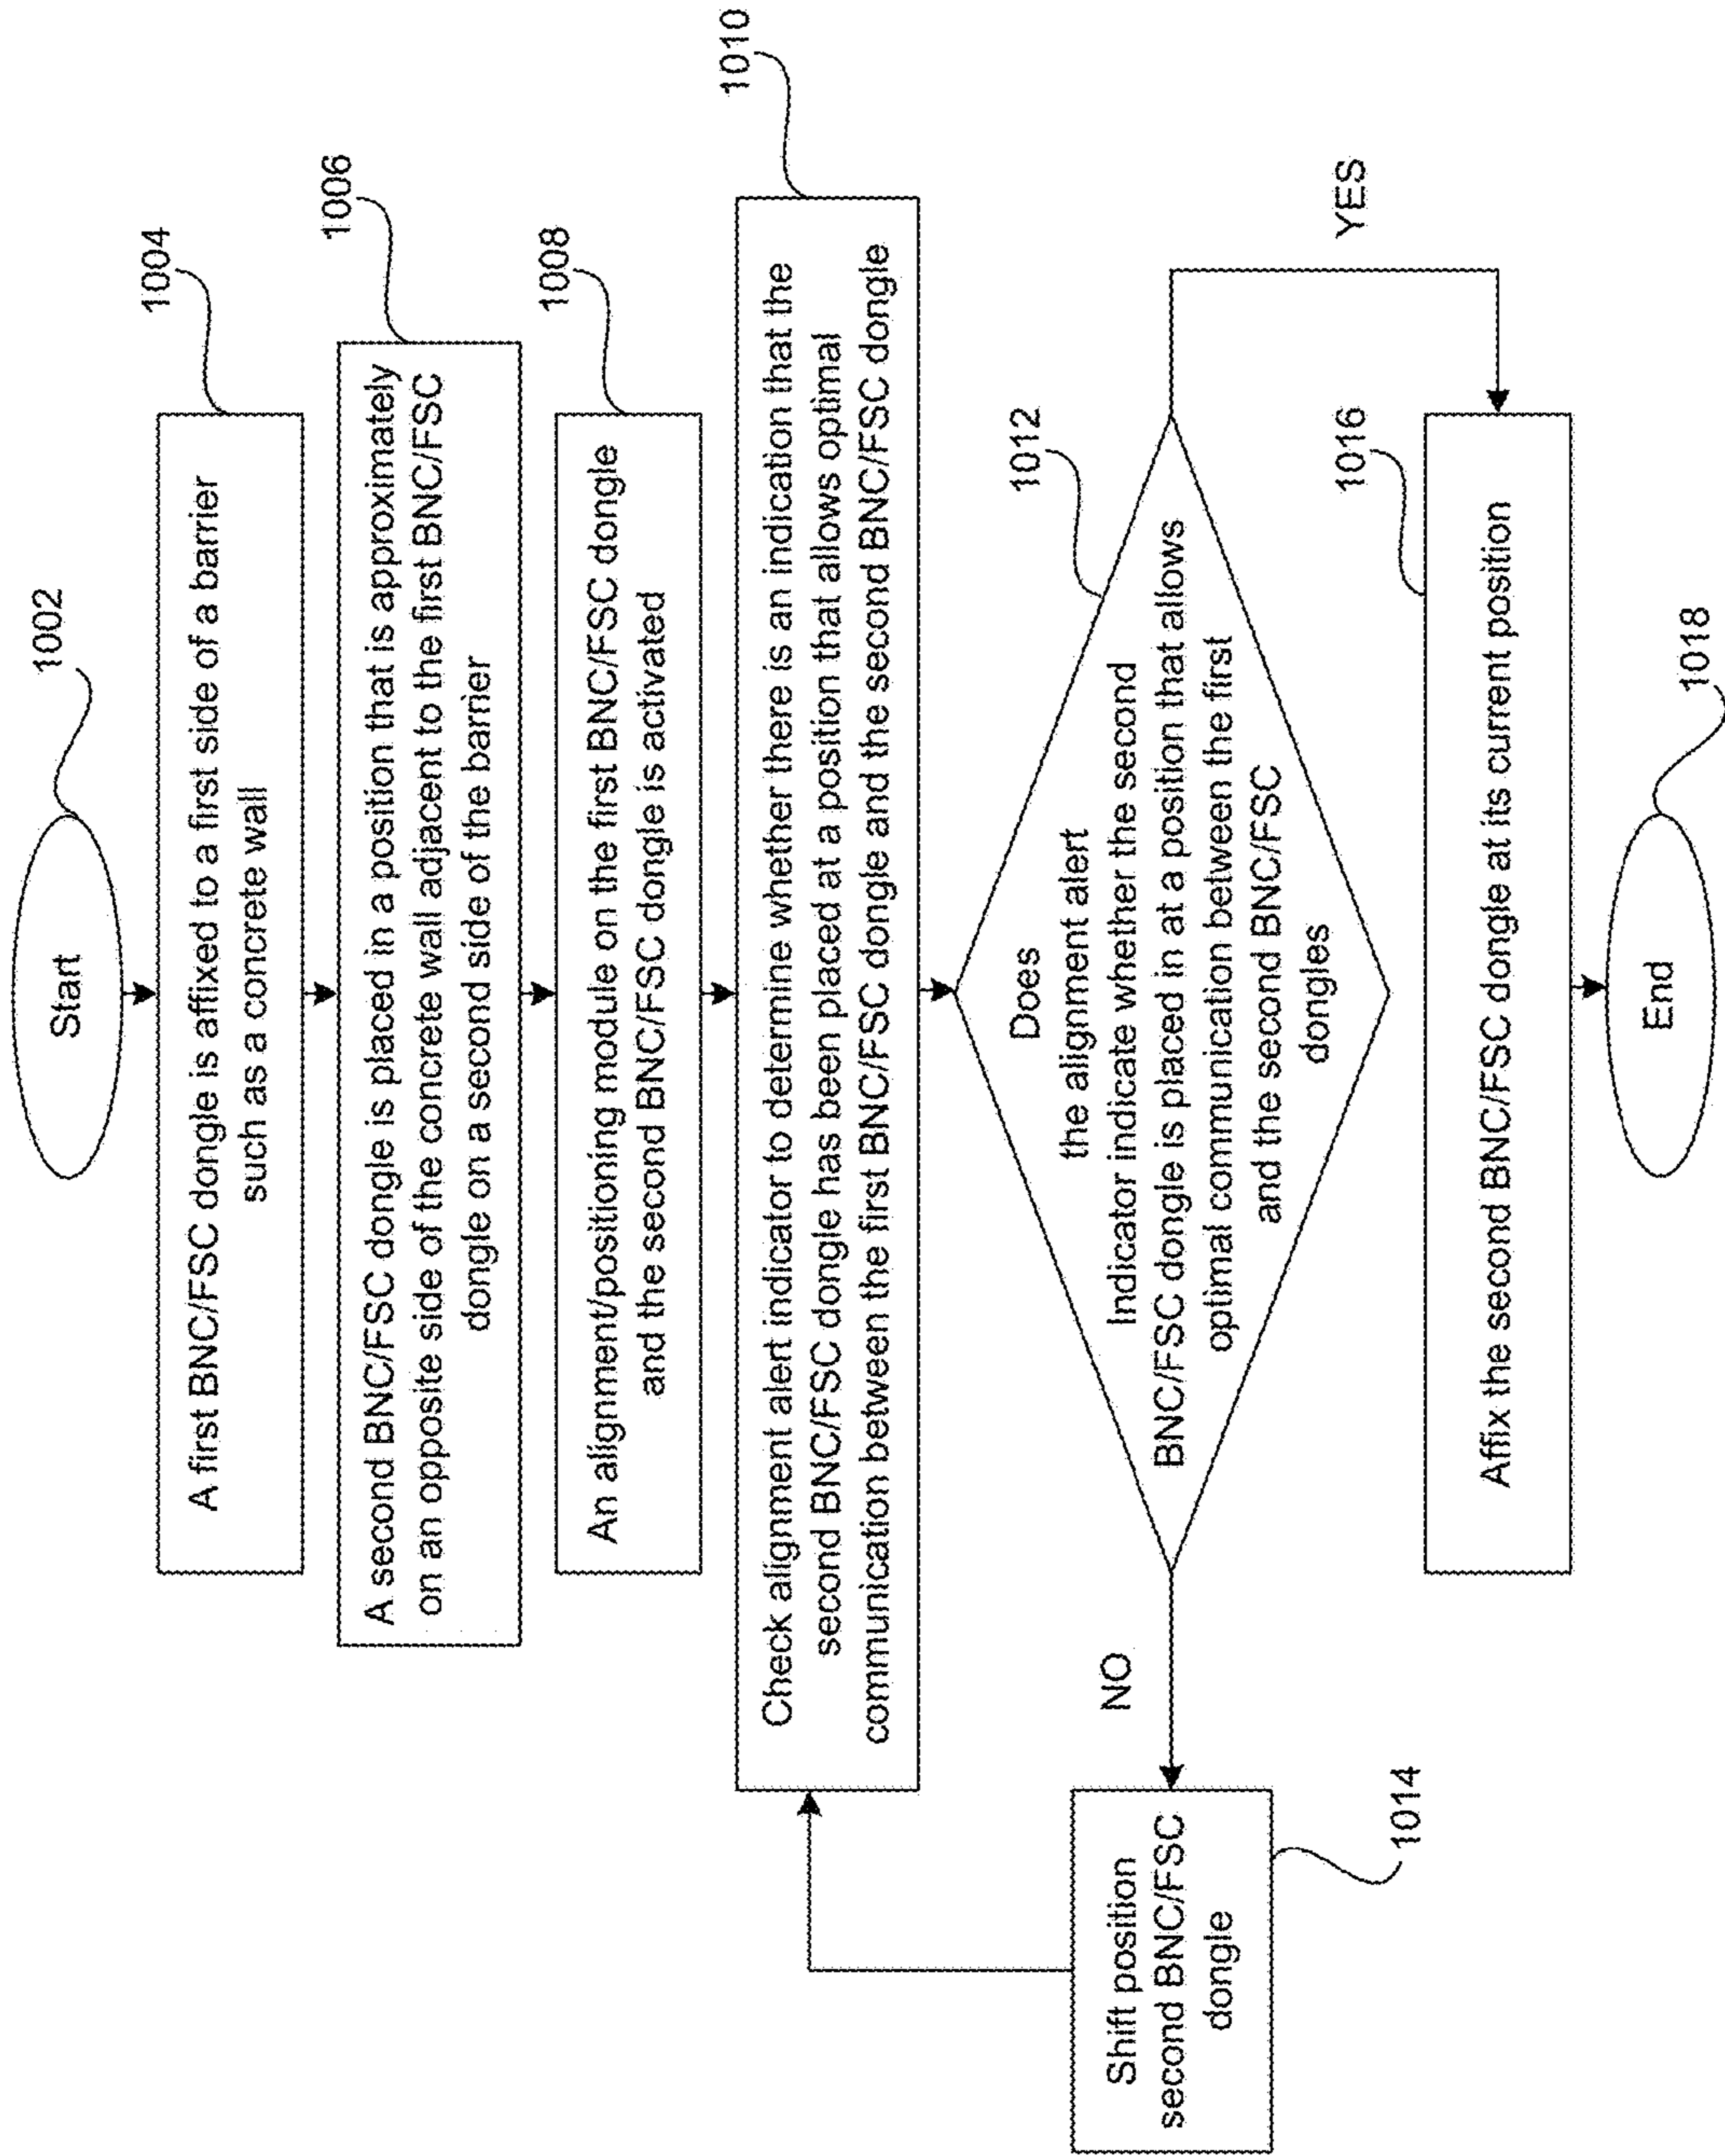 Start
1002
A first BNC/FSC dongle is affixed to a first side of a barrier
such as a concrete wall
1004
A second BNC/FSC dongle is placed in a position that is approximately
on an opposite side of the concrete wall adjacent to the first BNC/FSC
dongle on a second side of the barrier
1006
An alignment/positioning module on the first BNC/FSC dongle
and the second BNC/FSC dongle is activated
1008
Check alignment alert indicator to determine whether there is an indication that the
second BNC/FSC dongle has been placed at a position that allows optimal
communication between the first BNC/FSC dongle and the second BNC/FSC dongle
1010
Does
the alignment alert
Indicator indicate whether the second
BNC/FSC dongle is placed in at a position that allows
optimal communication between the first
and the second BNC/FSC
dongles
1012
NO
YES
Shift position
second BNC/FSC
dongle
1014
Affix the second BNC/FSC dongle at its current position
1016
End
1018